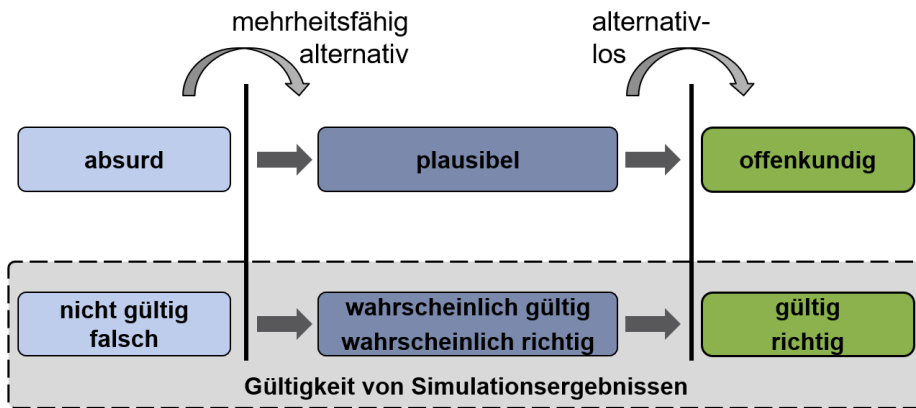 mehrheitsfähig
alternativ
alternativ-
los
absurd
plausibel
offenkundig
nicht gültig
falsch
wahrscheinlich gültig
wahrscheinlich richtig
gültig
richtig
Gültigkeit von Simulationsergebnissen